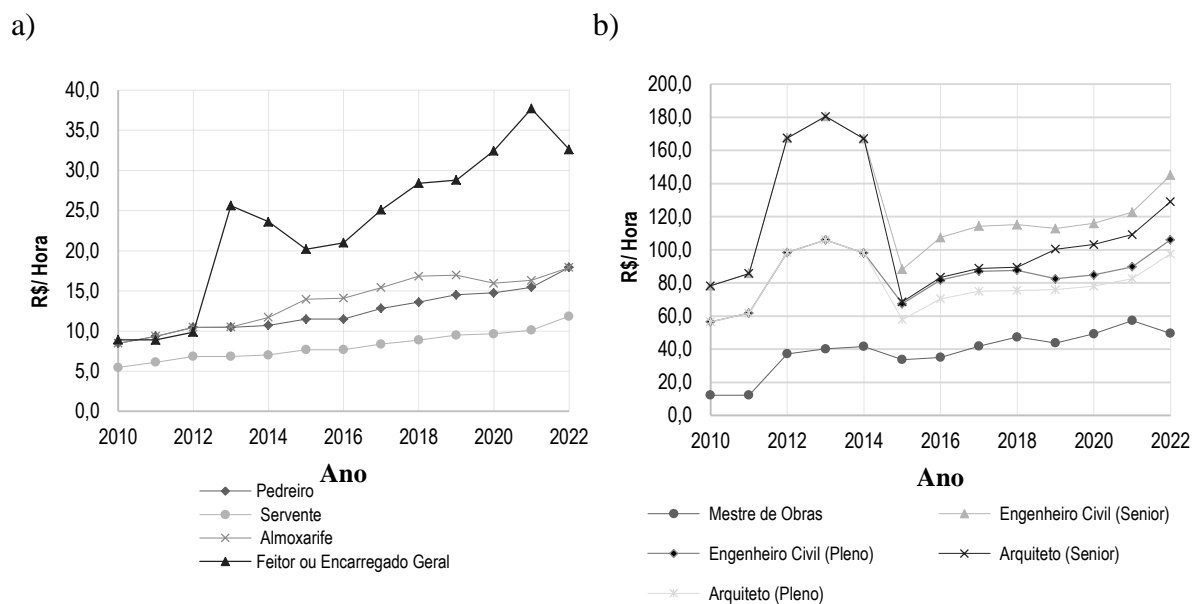 a)
40,0
35,0
30,0
25,0
20,0
15,0
10,0
5,0
0,0
R$/ Hora
2010 2012 2014 2016 2018 2020 2022
Ano
Pedreiro
Servente
Almoxarife
Feitor ou Encarregado Geral
b)
200,0
180,0
160,0
140,0
120,0
100,0
80,0
60,0
40,0
20,0
0,0
R$/ Hora
2010 2012 2014 2016 2018 2020 2022
Ano
Mestre de Obras
Engenheiro Civil (Senior)
Engenheiro Civil (Pleno)
Arquiteto (Senior)
Arquiteto (Pleno)